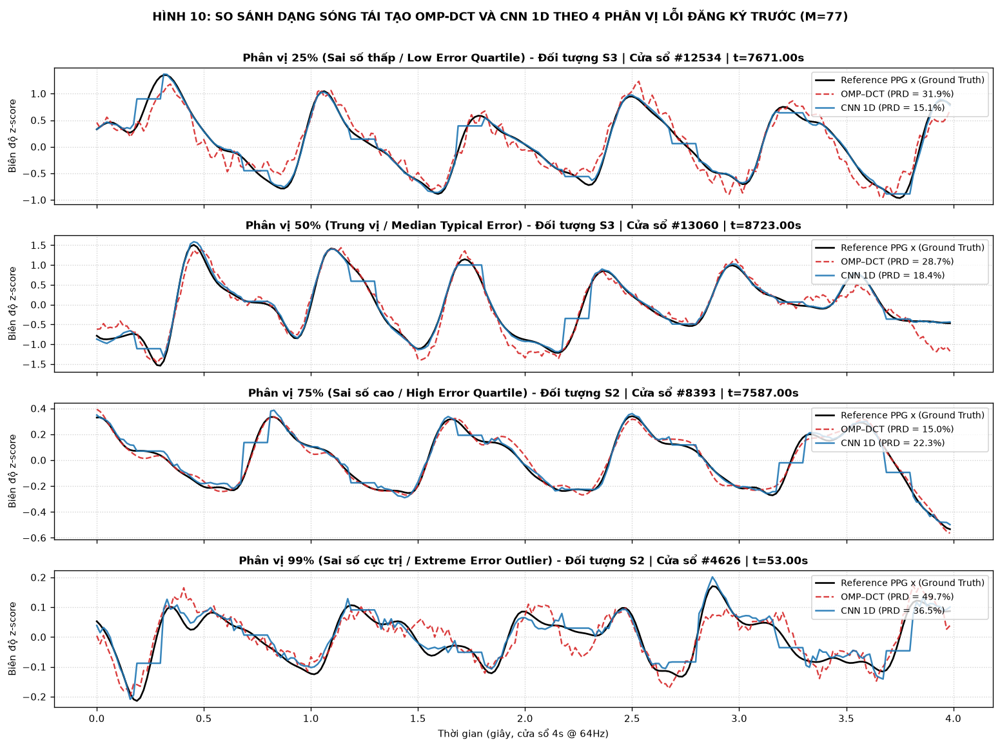 HÌNH 10: SO SÁNH DẠNG SÓNG TÁI TẠO OMP-DCT VÀ CNN 1D THEO 4 PHÂN VỊ LỖI ĐĂNG KÝ TRƯỚC (M=77)
Phân vị 25% (Sai số thấp / Low Error Quartile) - Đối tượng S3 | Cửa sổ #12534 | t=7671.00s
Biên độ z-score
1.0
0.5
0.0
−0.5
−1.0
Reference PPG x (Ground Truth)
OMP–DCT (PRD = 31.9%)
CNN 1D (PRD = 15.1%)
Phân vị 50% (Trung vị / Median Typical Error) - Đối tượng S3 | Cửa sổ #13060 | t=8723.00s
Biên độ z-score
1.5
1.0
0.5
0.0
−0.5
−1.0
−1.5
Reference PPG x (Ground Truth)
OMP–DCT (PRD = 28.7%)
CNN 1D (PRD = 18.4%)
Phân vị 75% (Sai số cao / High Error Quartile) - Đối tượng S2 | Cửa sổ #8393 | t=7587.00s
Biên độ z-score
0.4
0.2
0.0
−0.2
−0.4
−0.6
Reference PPG x (Ground Truth)
OMP–DCT (PRD = 15.0%)
CNN 1D (PRD = 22.3%)
Phân vị 99% (Sai số cực trị / Extreme Error Outlier) - Đối tượng S2 | Cửa sổ #4626 | t=53.00s
Biên độ z-score
0.2
0.1
0.0
−0.1
−0.2
Reference PPG x (Ground Truth)
OMP–DCT (PRD = 49.7%)
CNN 1D (PRD = 36.5%)
0.0 0.5 1.0 1.5 2.0 2.5 3.0 3.5 4.0
Thời gian (giây, cửa sổ 4s @ 64Hz)